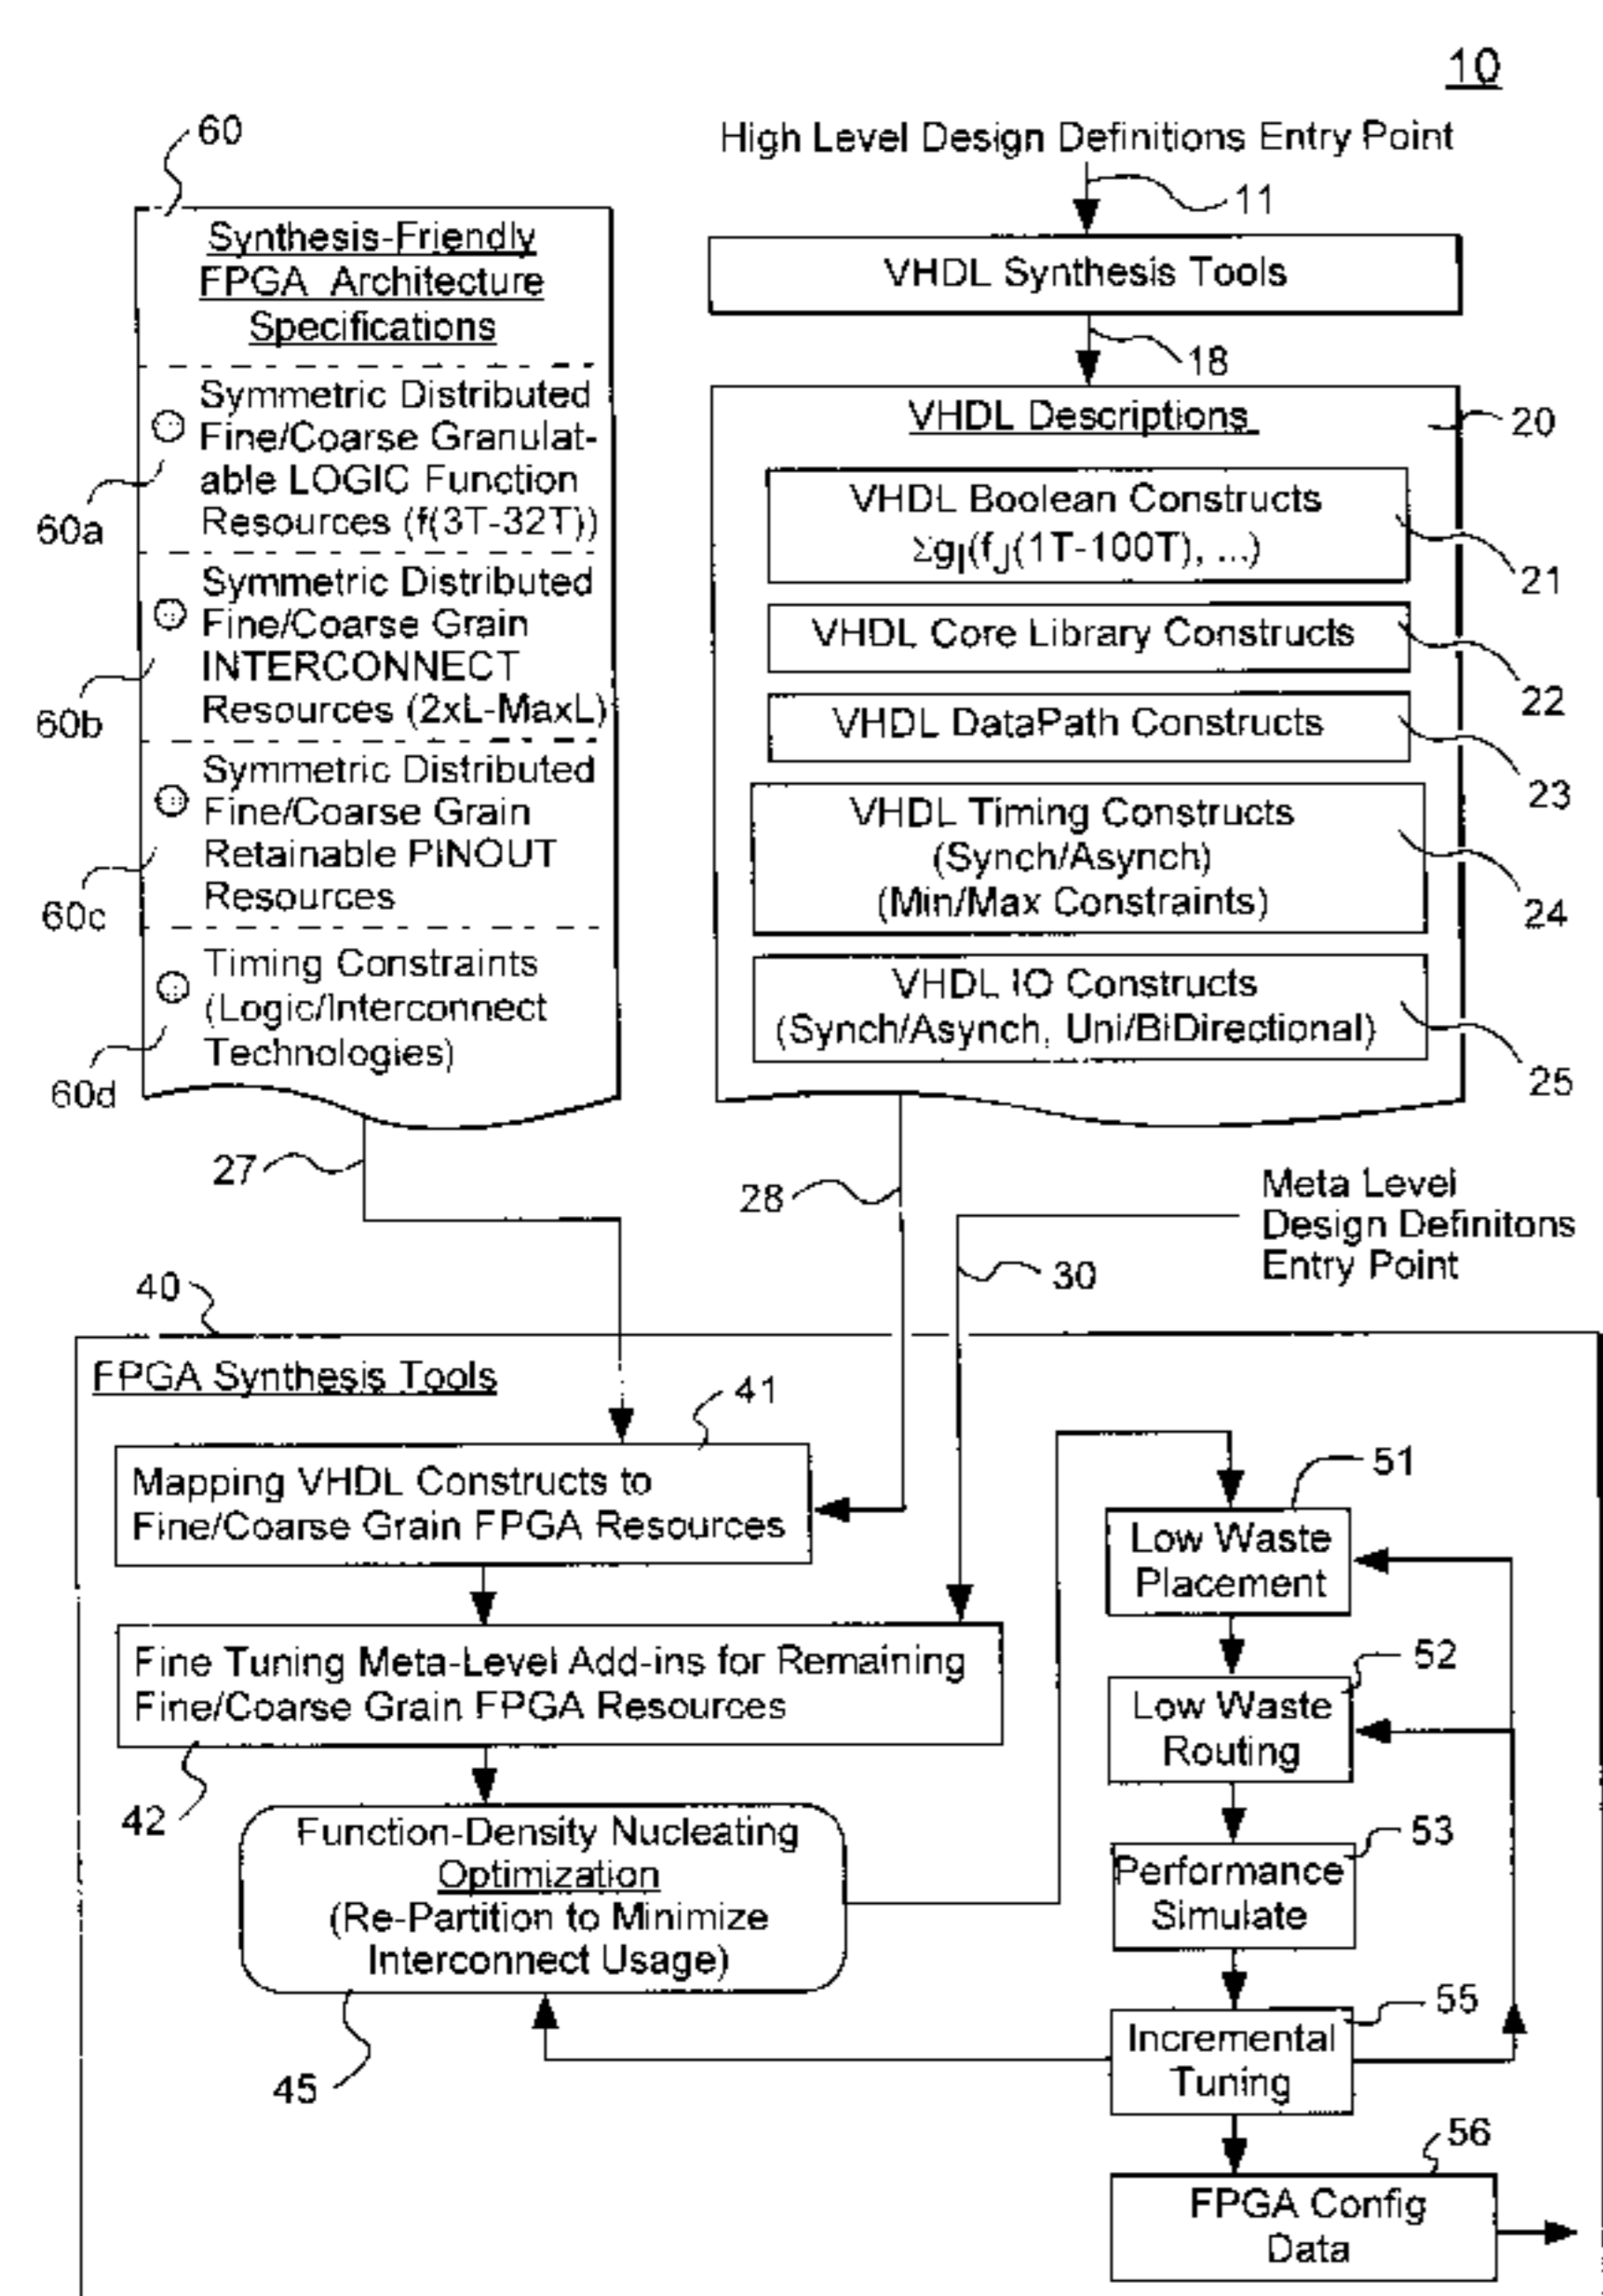 10
High Level Design Definitions Entry Point
11
VHDL Synthesis Tools
18
60
Synthesis-Friendly
FPGA Architecture
Specifications
Symmetric Distributed
Fine/Coarse Granulat-
able LOGIC Function
Resources (f(3T-32T))
60a
Symmetric Distributed
Fine/Coarse Grain
INTERCONNECT
Resources (2xL-MaxL)
60b
Symmetric Distributed
Fine/Coarse Grain
Retainable PINOUT
Resources
60c
Timing Constraints
(Logic/Interconnect
Technologies)
60d
VHDL Descriptions
20
VHDL Boolean Constructs
ΣgI(fJ(1T-100T), ...)
21
VHDL Core Library Constructs
22
VHDL DataPath Constructs
23
VHDL Timing Constructs
(Synch/Asynch)
(Min/Max Constraints)
24
VHDL IO Constructs
(Synch/Asynch, Uni/BiDirectional)
25
27
28
Meta Level
Design Definitons
Entry Point
30
40
FPGA Synthesis Tools
41
Mapping VHDL Constructs to
Fine/Coarse Grain FPGA Resources
Fine Tuning Meta-Level Add-ins for Remaining
Fine/Coarse Grain FPGA Resources
42
Function-Density Nucleating
Optimization
(Re-Partition to Minimize
Interconnect Usage)
45
51
Low Waste
Placement
52
Low Waste
Routing
53
Performance
Simulate
55
Incremental
Tuning
56
FPGA Config
Data